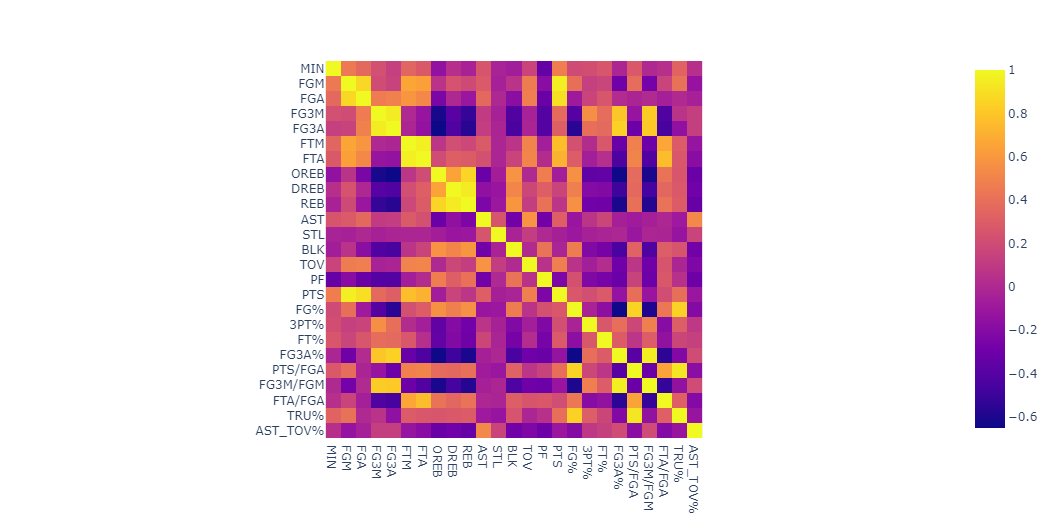 MIN
FGM
FGA
FG3M
FG3A
FTM
FTA
OREB
DREB
REB
AST
STL
BLK
TOV
PF
PTS
FG%
3PT%
FT%
FG3A%
PTS/FGA
FG3M/FGM
FTA/FGA
TRU%
AST_TOV%
MIN
FGM
FGA
FG3M
FG3A
FTM
FTA
OREB
DREB
REB
AST
STL
BLK
TOV
PF
PTS
FG%
3PT%
FT%
FG3A%
PTS/FGA
FG3M/FGM
FTA/FGA
TRU%
AST_TOV%
1
0.8
0.6
0.4
0.2
0
−0.2
−0.4
−0.6